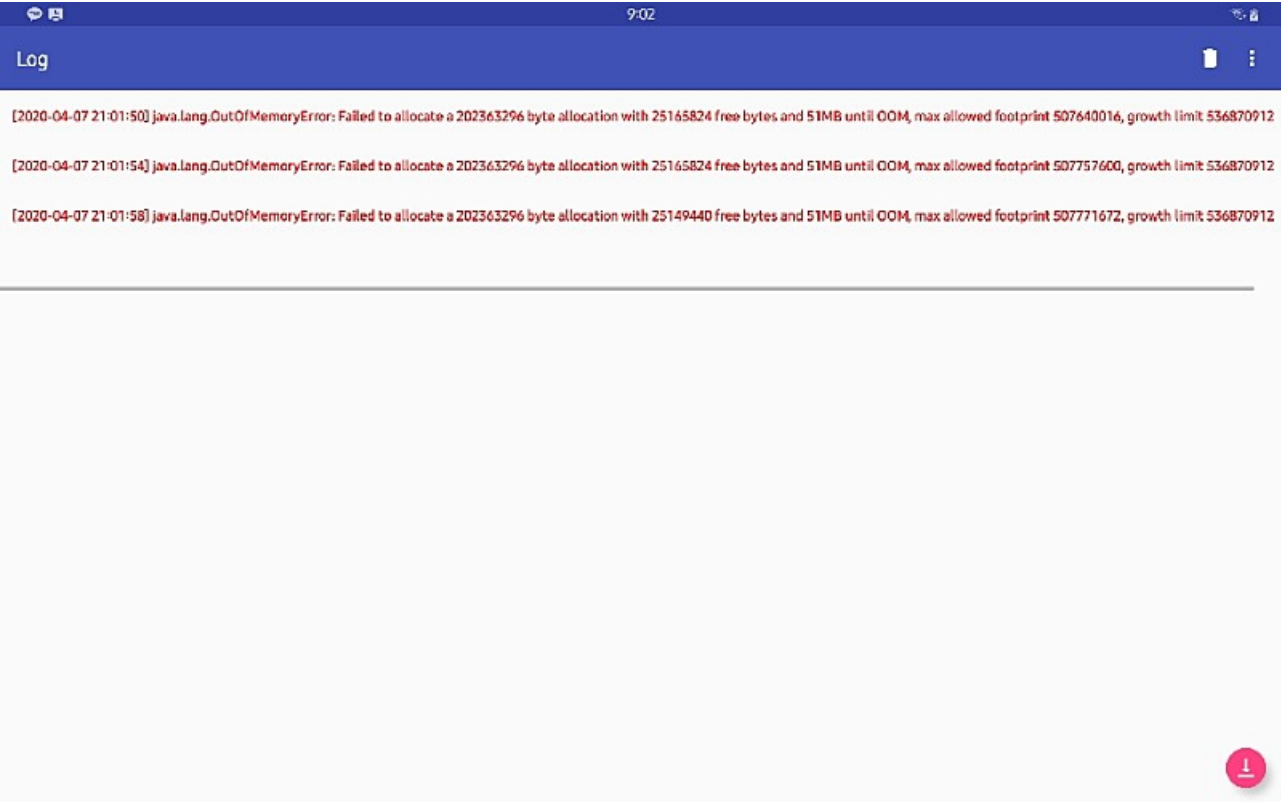 9:02
Log
[2020-04-07 21:01:50] java.lang.OutOfMemoryError: Failed to allocate a 202363296 byte allocation with 25165824 free bytes and 51MB until OOM, max allowed footprint 507640016, growth limit 536870912
[2020-04-07 21:01:54] java.lang.OutOfMemoryError: Failed to allocate a 202363296 byte allocation with 25165824 free bytes and 51MB until OOM, max allowed footprint 507757600, growth limit 536870912
[2020-04-07 21:01:58] java.lang.OutOfMemoryError: Failed to allocate a 202363296 byte allocation with 25149440 free bytes and 51MB until OOM, max allowed footprint 507771672, growth limit 536870912